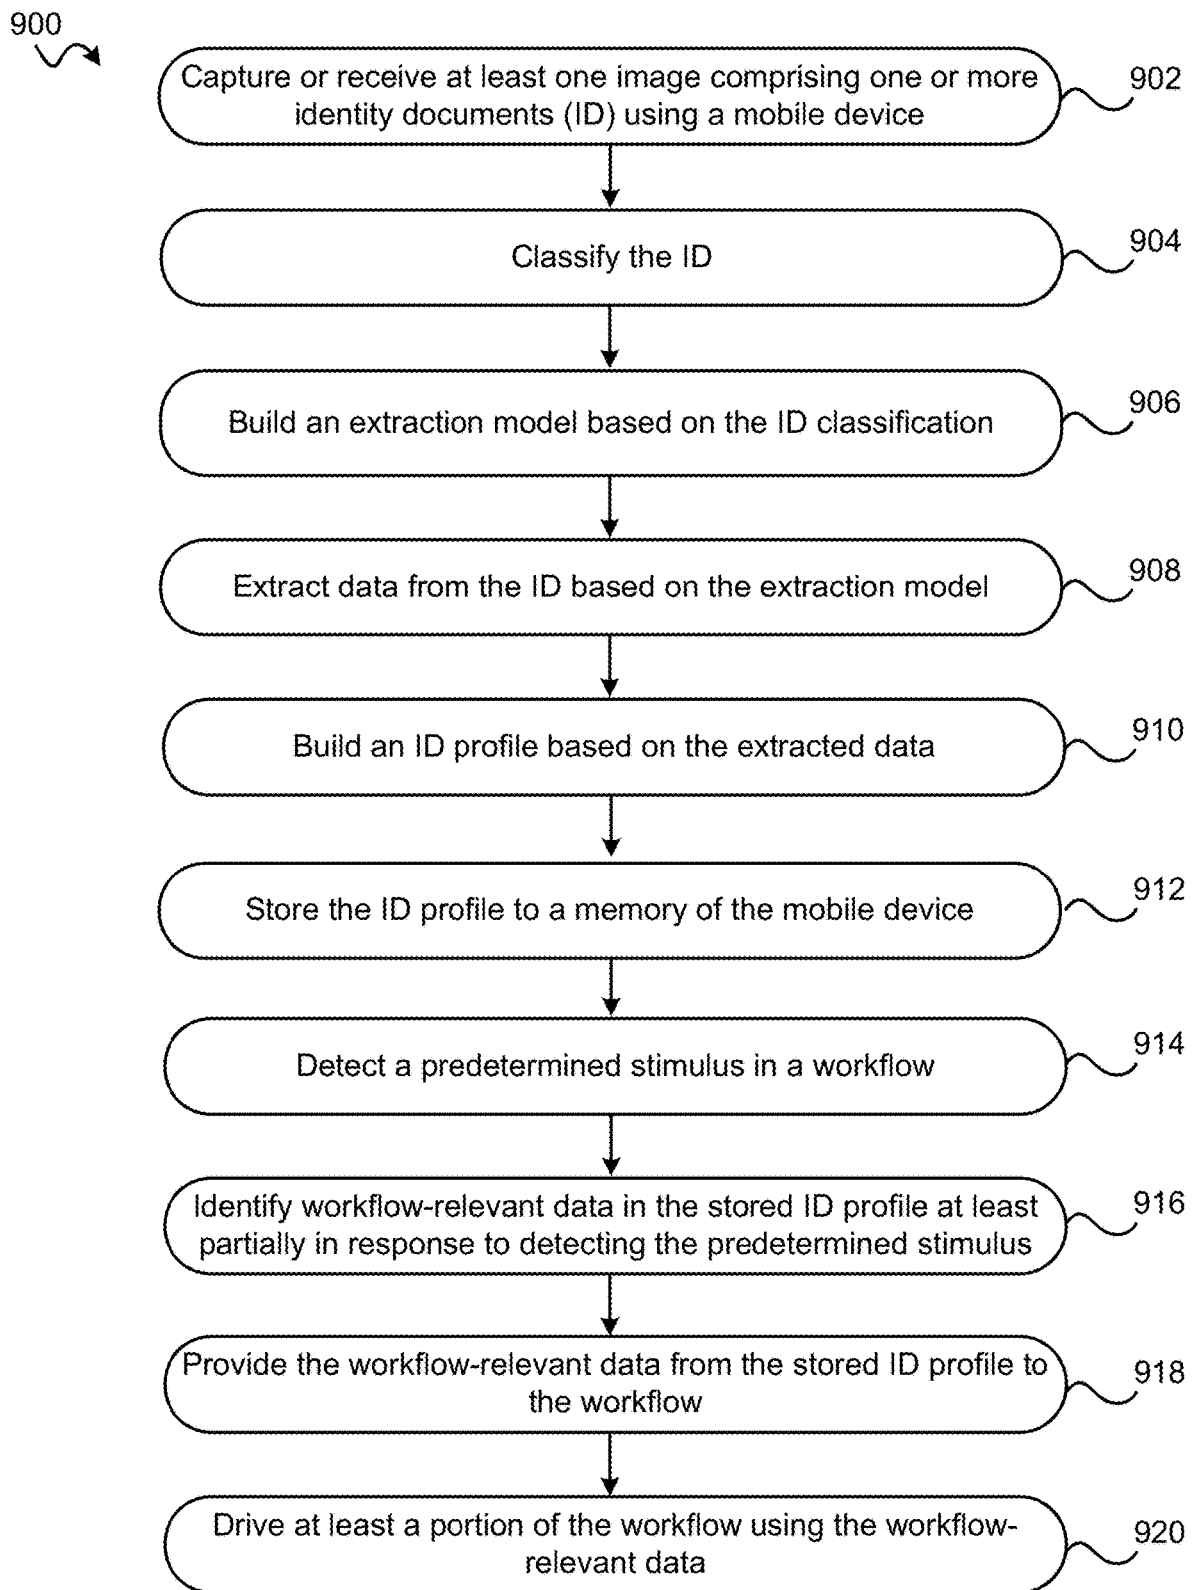 900
Capture or receive at least one image comprising one or more
identity documents (ID) using a mobile device
902
Classify the ID
904
Build an extraction model based on the ID classification
906
Extract data from the ID based on the extraction model
908
Build an ID profile based on the extracted data
910
Store the ID profile to a memory of the mobile device
912
Detect a predetermined stimulus in a workflow
914
Identify workflow-relevant data in the stored ID profile at least
partially in response to detecting the predetermined stimulus
916
Provide the workflow-relevant data from the stored ID profile to
the workflow
918
Drive at least a portion of the workflow using the workflow-
relevant data
920